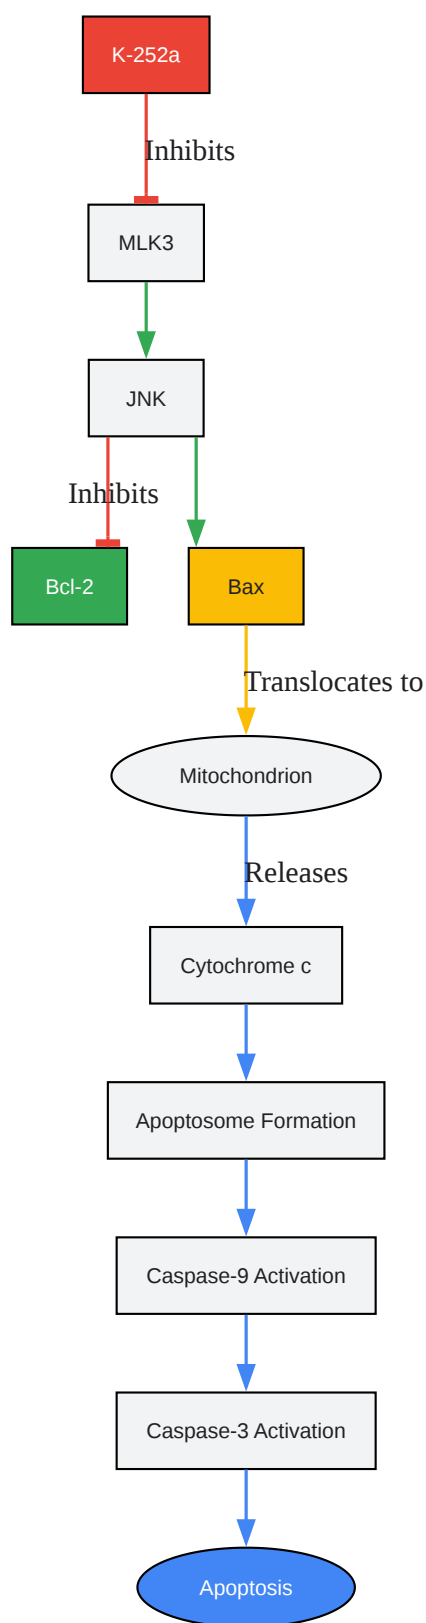 K-252a
Inhibits
MLK3
JNK
Inhibits
Bcl-2
Bax
Translocates to
Mitochondrion
Releases
Cytochrome c
Apoptosome Formation
Caspase-9 Activation
Caspase-3 Activation
Apoptosis